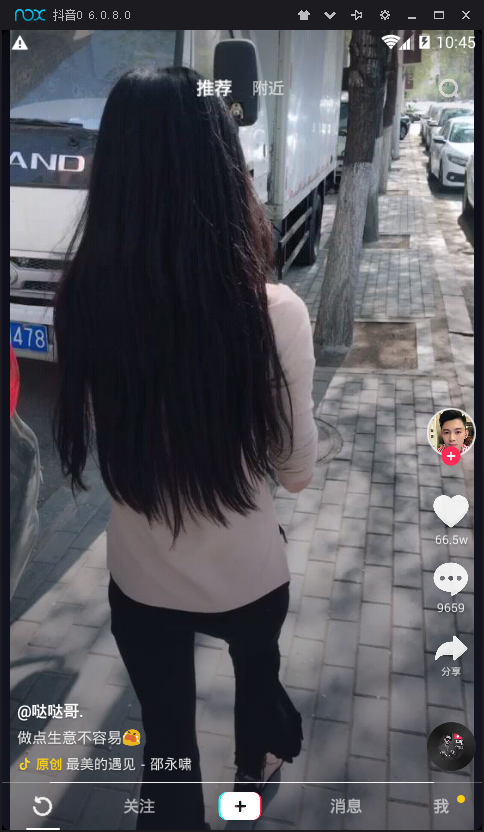 nox 抖音0 6.0.8.0
10:45
推荐 附近
AND
478
66.5w
9659
分享
@哒哒哥.
做点生意不容易
原创 最美的遇见 - 邵永啸
关注
消息
我